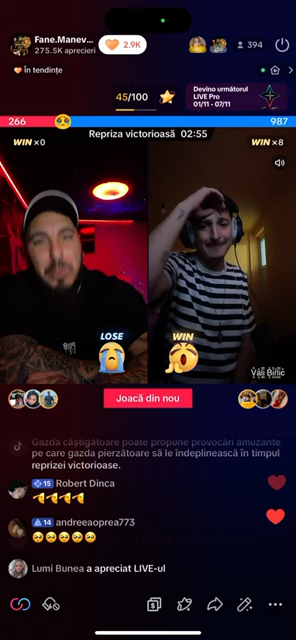 Fane.Manev...
275.5K aprecieri
2.9K
394
În tendințe
45/100
Devino următorul
LIVE Pro
01/11 - 07/11
266
987
WIN x0
Repriza victorioasă 02:55
WIN x8
LOSE
WIN
Vali Birlic
Joacă din nou
Gazda câștigătoare poate propune provocări amuzante
pe care gazda pierzătoare să le îndeplinească în timpul
reprizei victorioase.
15 Robert Dinca
14 andreeaoprea773
Lumi Bunea a apreciat LIVE-ul